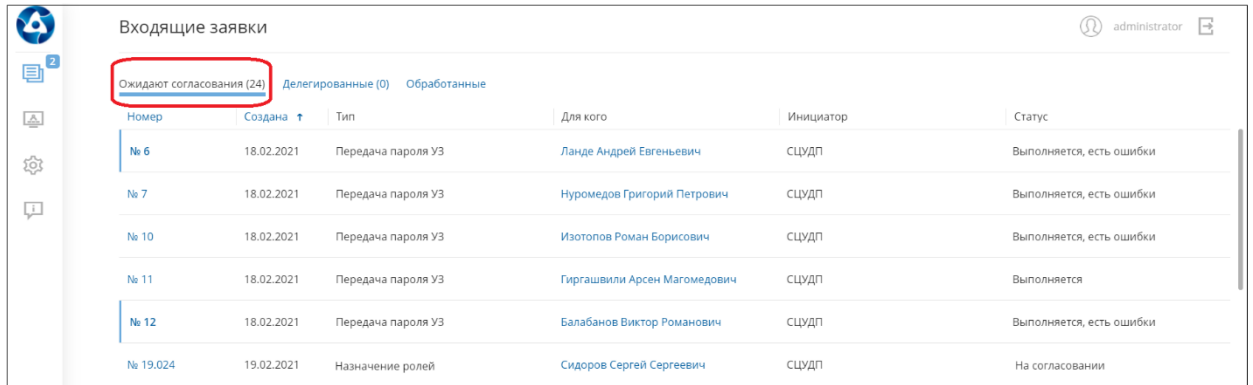 Входящие заявки
administrator
2
Ожидают согласования (24) Делегированные (0) Обработанные
Номер Создана ↑ Тип Для кого Инициатор Статус
№ 6 18.02.2021 Передача пароля УЗ Ланде Андрей Евгеньевич СЦУДП Выполняется, есть ошибки
№ 7 18.02.2021 Передача пароля УЗ Нуромедов Григорий Петрович СЦУДП Выполняется, есть ошибки
№ 10 18.02.2021 Передача пароля УЗ Изотопов Роман Борисович СЦУДП Выполняется, есть ошибки
№ 11 18.02.2021 Передача пароля УЗ Гиргашвили Арсен Магомедович СЦУДП Выполняется
№ 12 18.02.2021 Передача пароля УЗ Балабанов Виктор Романович СЦУДП Выполняется, есть ошибки
№ 19.024 19.02.2021 Назначение ролей Сидоров Сергей Сергеевич СЦУДП На согласовании